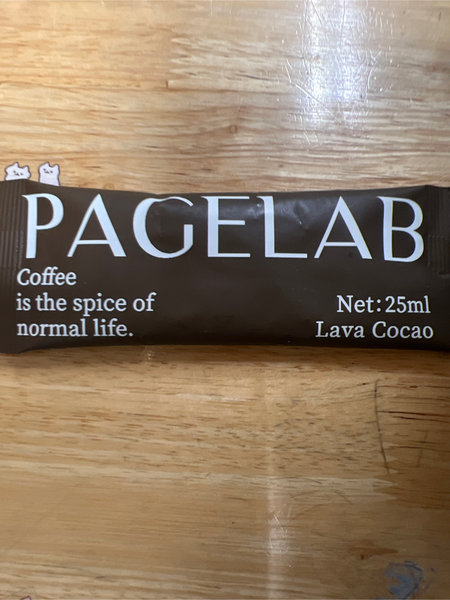 PAGELAB
Coffee
is the spice of
normal life.
Net:25ml
Lava Cocao